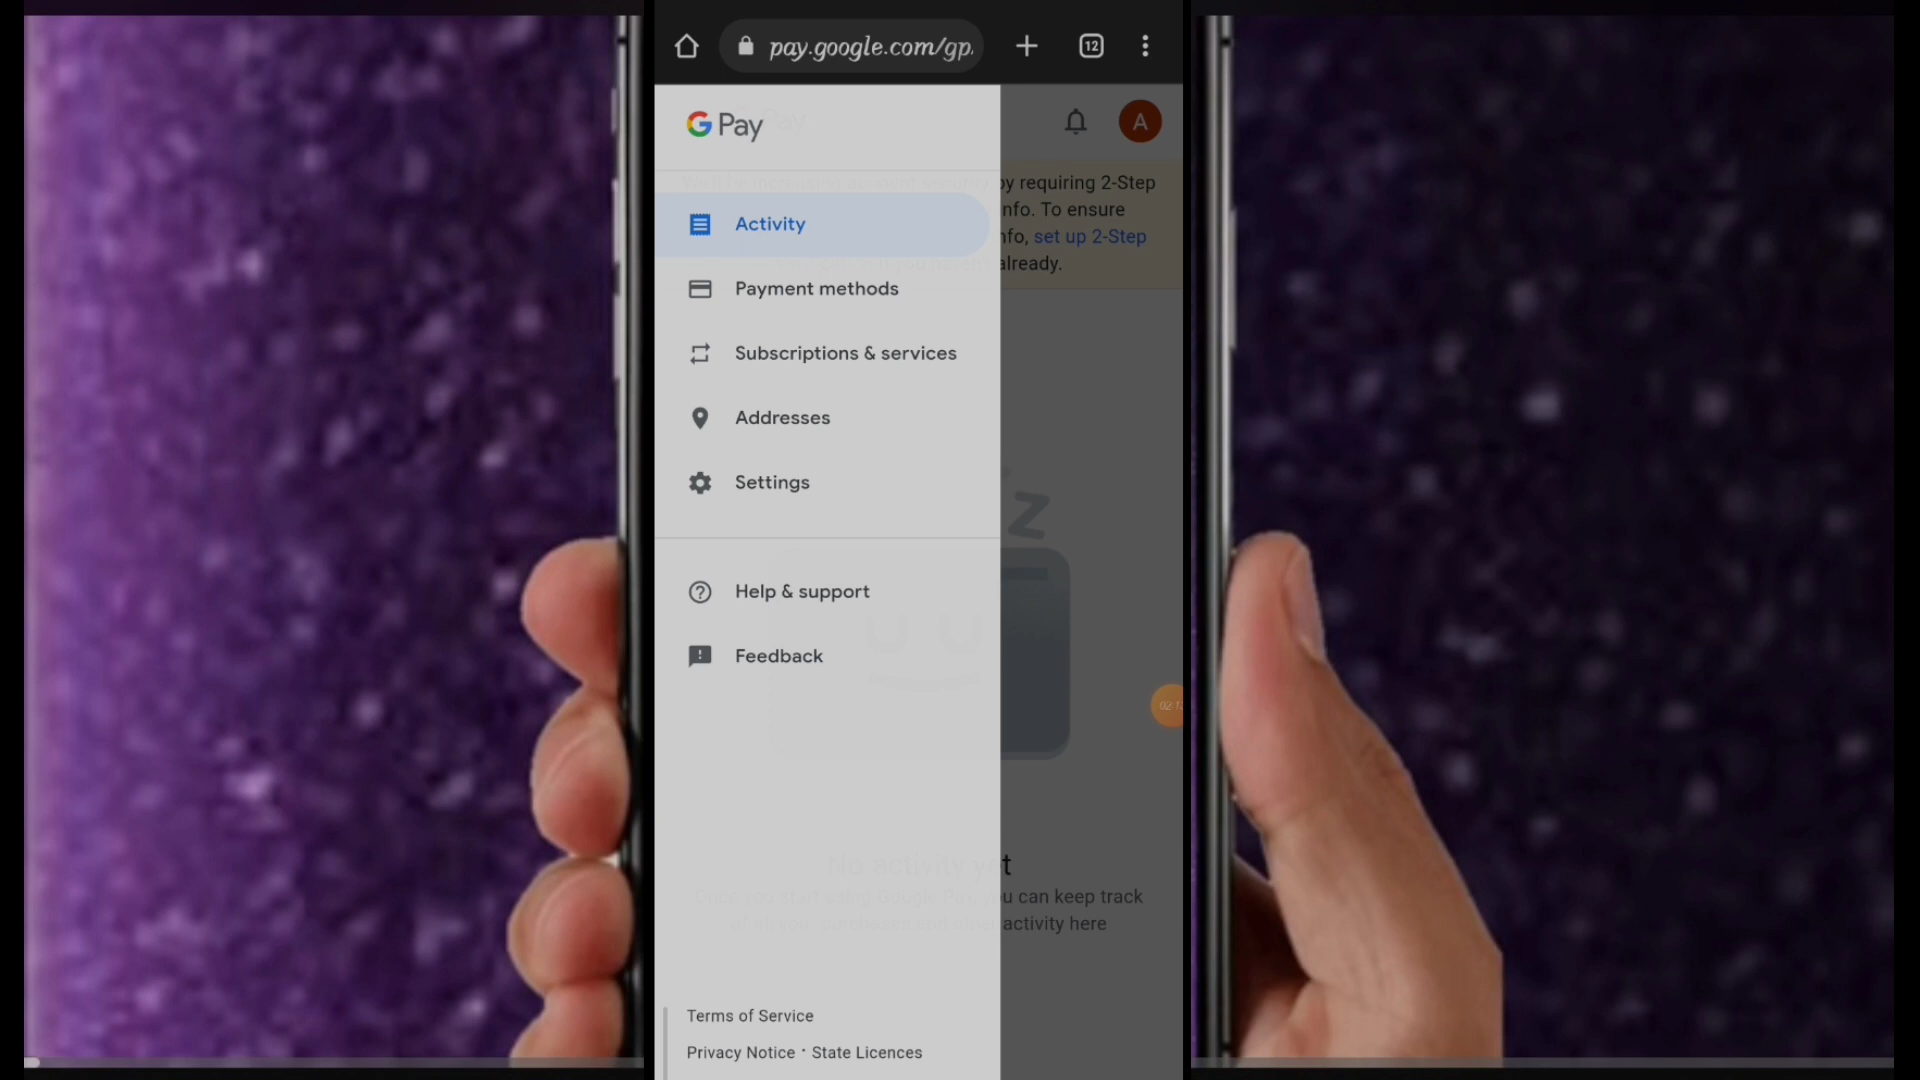 pay.google.com/gp.
12
G Pay
A
by requiring 2-Step
nfo. To ensure
Activity
nfo, set up 2-Step
already.
Payment methods
Subscriptions & services
Addresses
Settings
z
Help & support
Feedback
No activity yet
can keep track
activity here
Terms of Service
Privacy Notice · State Licences